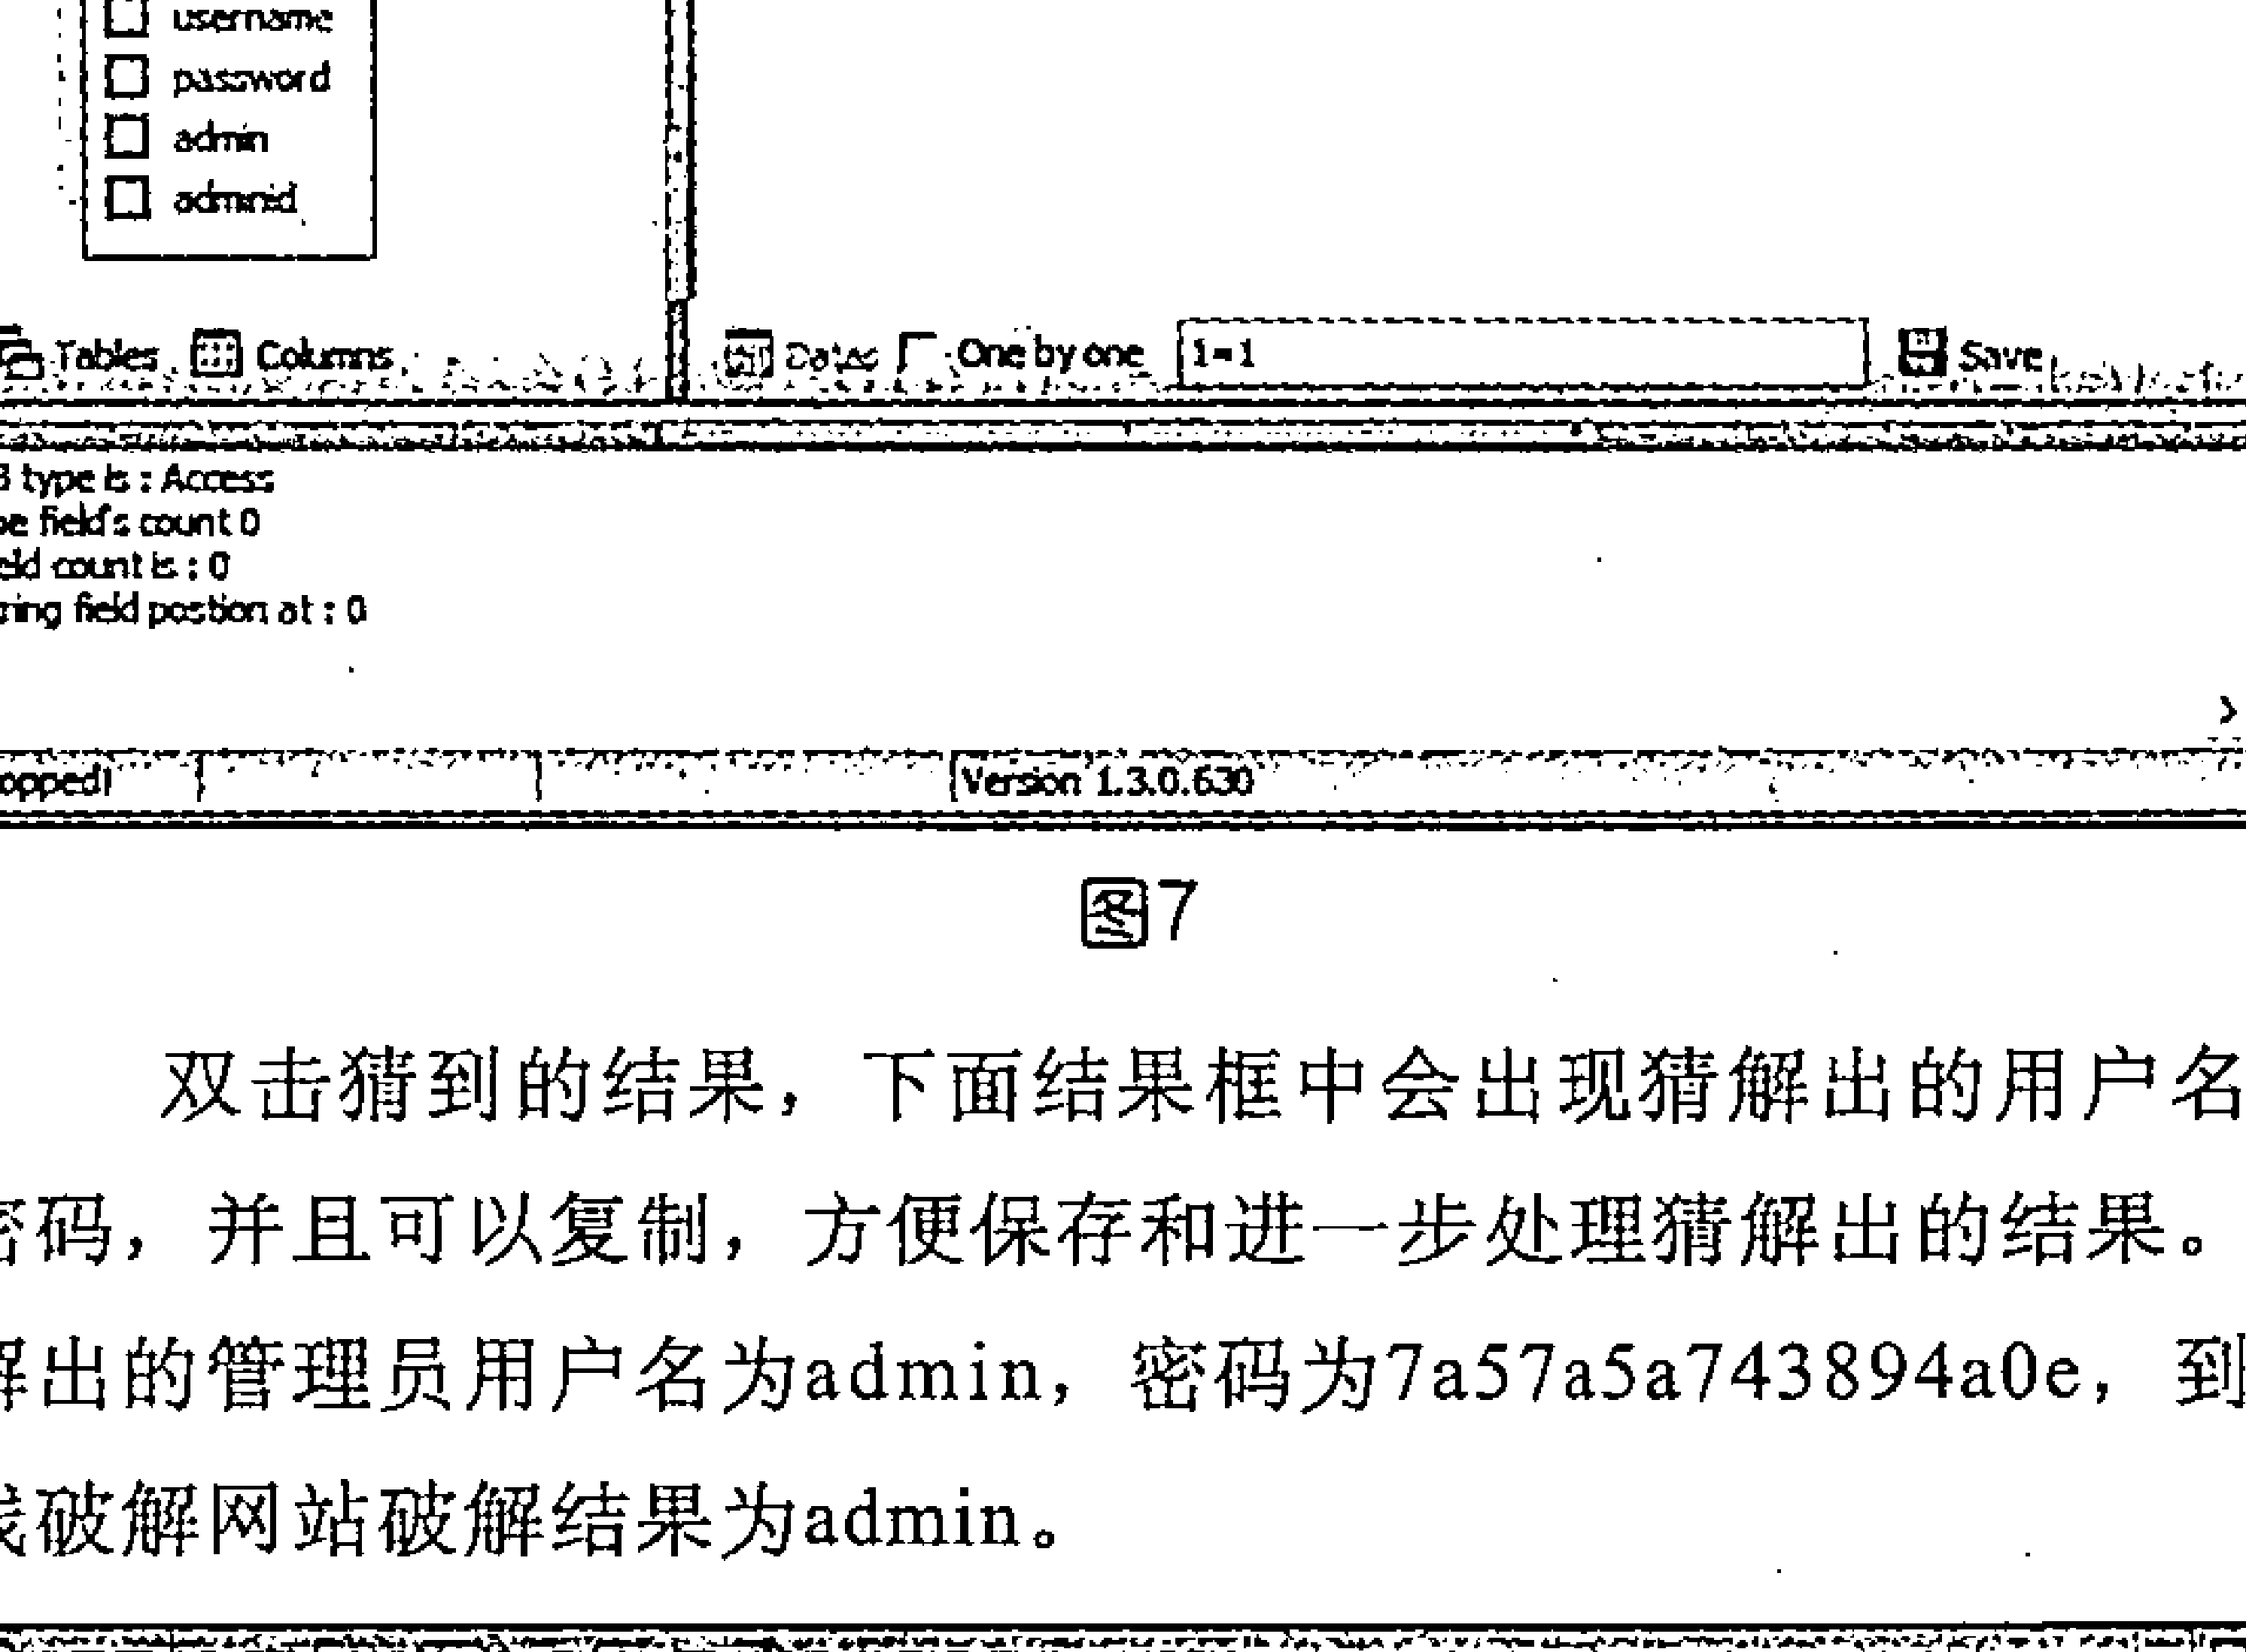 username
password
admin
adminid
Tables Columns Datas One by one 1=1 Save
type is : Access
field's count 0
count is : 0
field postion at : 0
Version 1.3.0.630
图7
双击猜到的结果，下面结果框中会出现猜解出的用户名
密码，并且可以复制，方便保存和进一步处理猜解出的结果。
解出的管理员用户名为admin，密码为7a57a5a743894a0e，到
破解网站破解结果为admin。